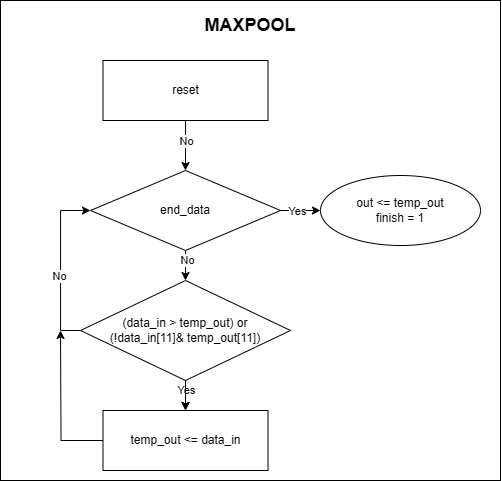 MAXPOOL
reset
No
end_data
Yes
out <= temp_out
finish = 1
No
No
(data_in > temp_out) or
(!data_in[11]& temp_out[11])
Yes
temp_out <= data_in